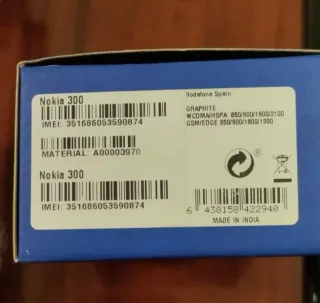 Nokia 300
IMEI: 351686053590874
MATERIAL: A00003970
Nokia 300
IMEI: 351686053590874
Vodafone Spain
GRAPHITE
WCDMA/HSPA 850/900/1900/2100
GSM/EDGE 850/900/1800/1900
6 438158 422940
MADE IN INDIA